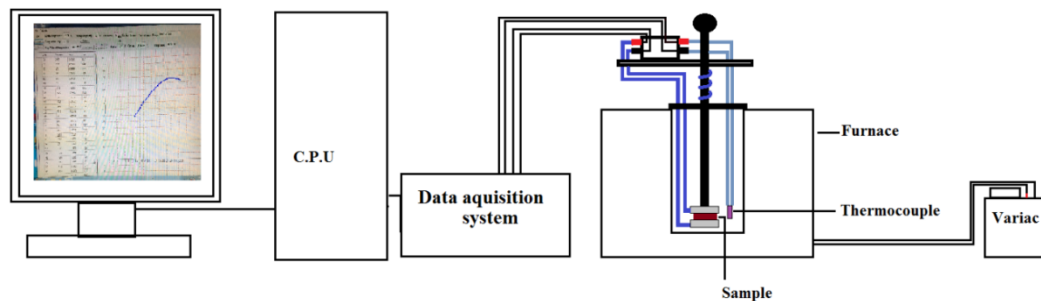 C.P.U
Data aquisition
system
Furnace
Thermocouple
Variac
Sample